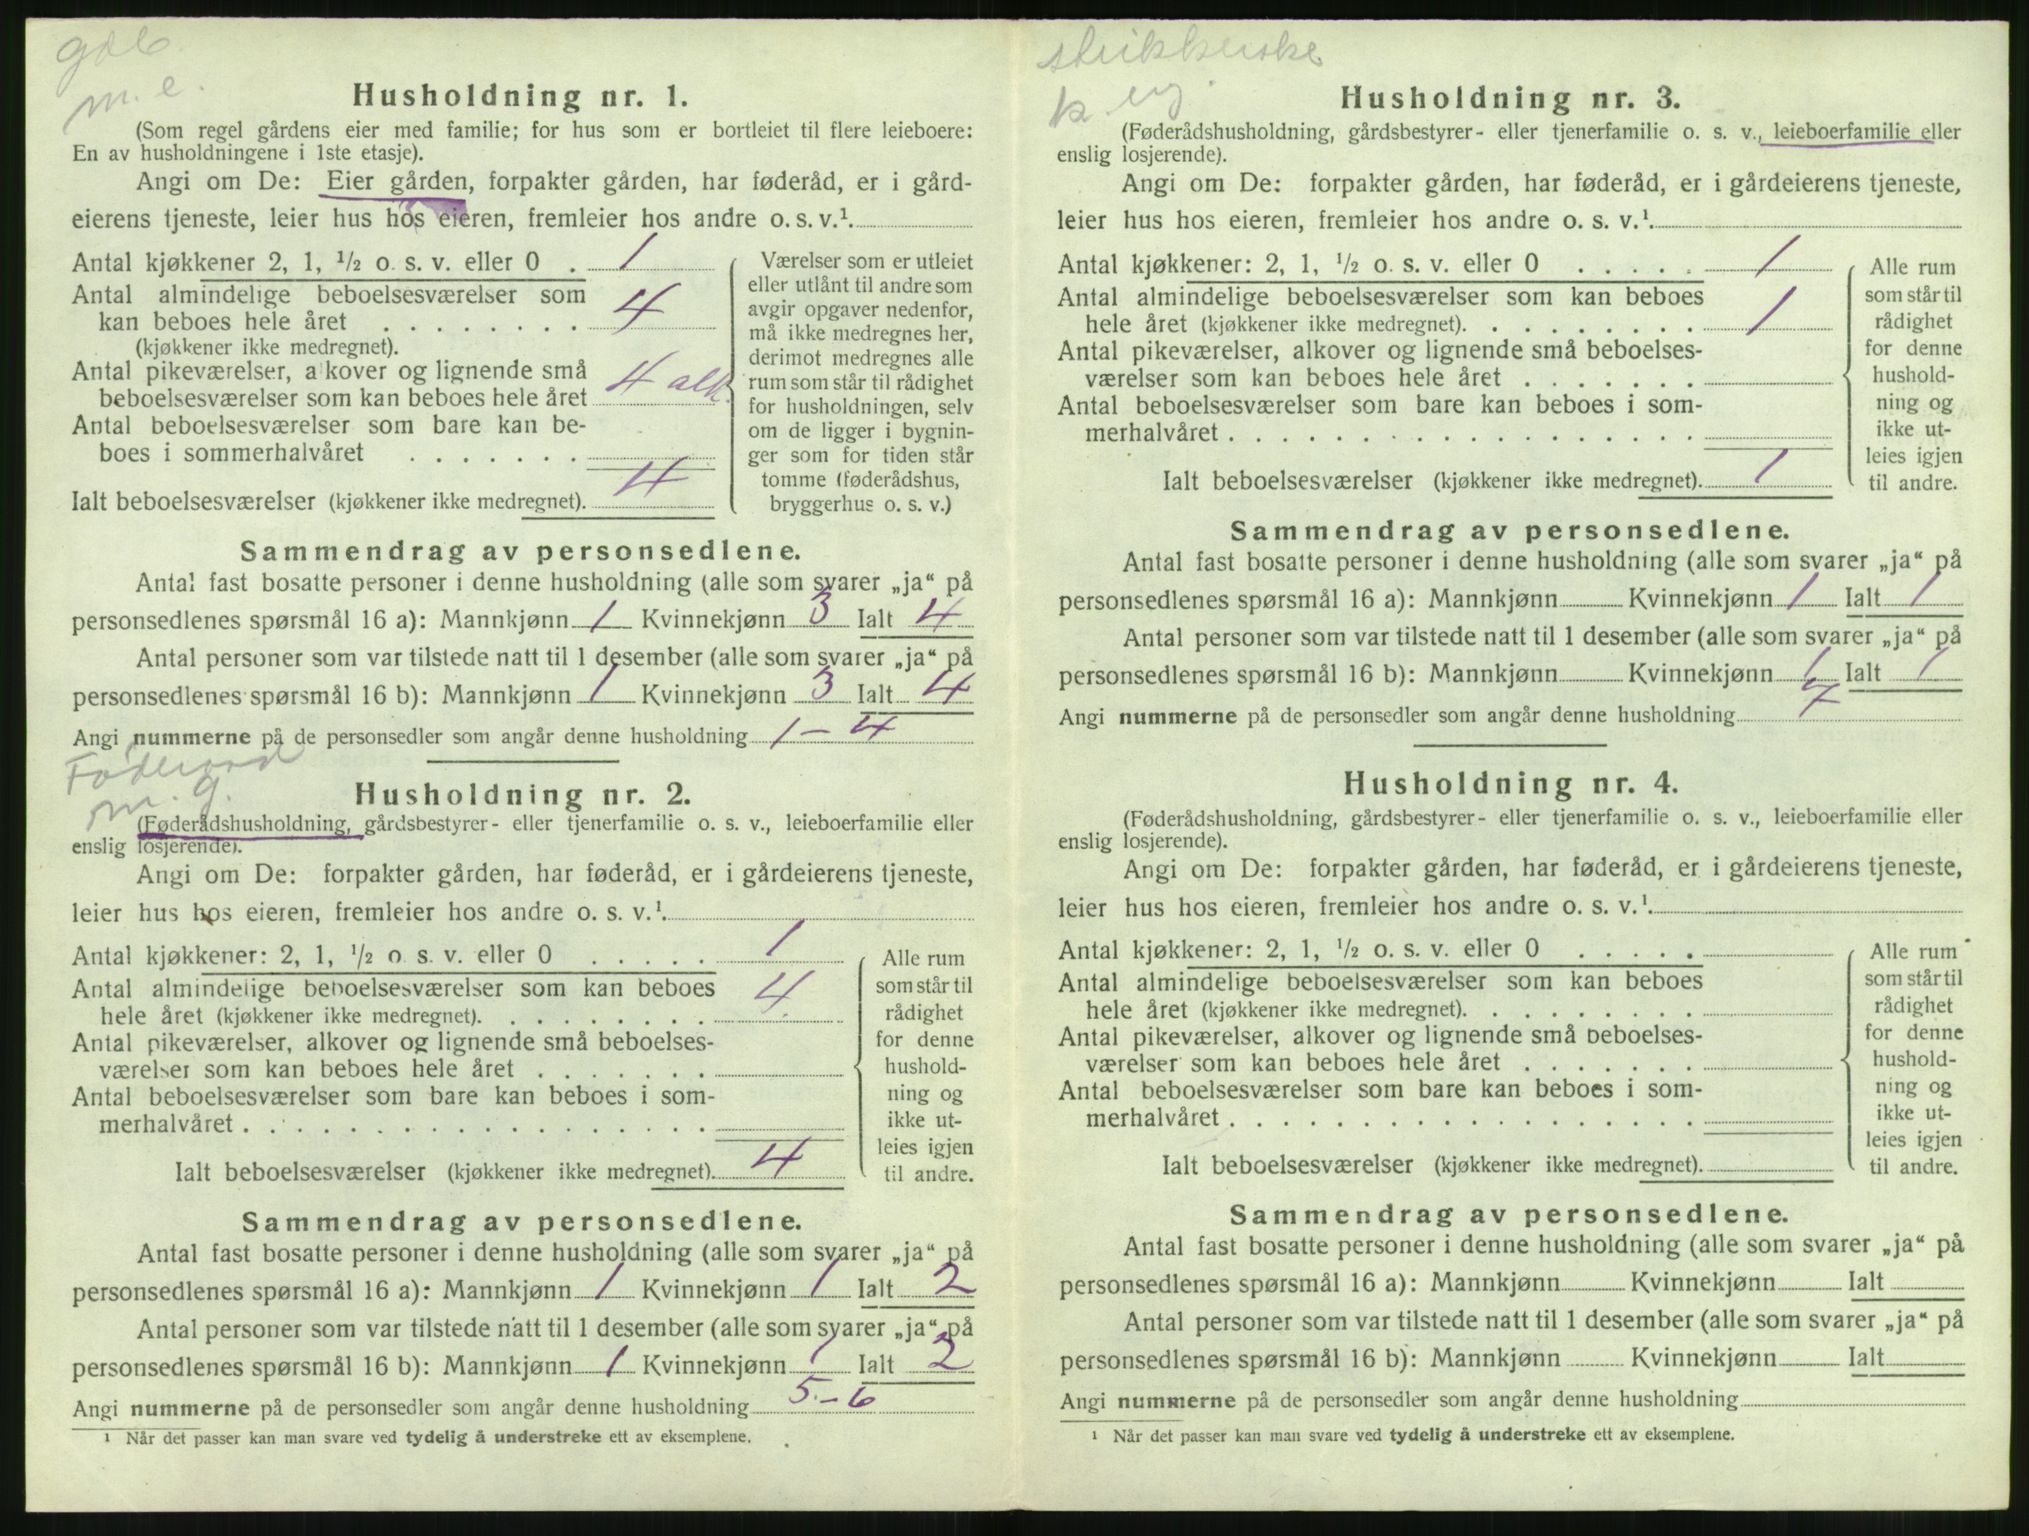 gdb
m. e.
Husholdning nr. 1.
(Som regel gårdens eier med familie; for hus som er bortleiet til flere leieboere:
En av husholdningene i 1ste etasje).
Angi om De: Eier gården, forpakter gården, har føderåd, er i gård-
eierens tjeneste, leier hus hos eieren, fremleier hos andre o. s. v.¹.
Antal kjøkkener 2, 1, ½ o. s. v. eller 0 . 1
Antal almindelige beboelsesværelser som
kan beboes hele året . . . . . . . . 4
(kjøkkener ikke medregnet).
Antal pikeværelser, alkover og lignende små
beboelsesværelser som kan beboes hele året 4 alk.
Antal beboelsesværelser som bare kan be-
boes i sommerhalvåret . . . . . . .
Ialt beboelsesværelser (kjøkkener ikke medregnet). 4
Værelser som er utleiet
eller utlånt til andre som
avgir opgaver nedenfor,
må ikke medregnes her,
derimot medregnes alle
rum som står til rådighet
for husholdningen, selv
om de ligger i bygnin-
ger som for tiden står
tomme (føderådshus,
bryggerhus o. s. v.)
Sammendrag av personsedlene.
Antal fast bosatte personer i denne husholdning (alle som svarer „ja“ på
personsedlenes spørsmål 16 a): Mannkjønn 1 Kvinnekjønn 3 Ialt 4
Antal personer som var tilstede natt til 1 desember (alle som svarer „ja“ på
personsedlenes spørsmål 16 b): Mannkjønn 1 Kvinnekjønn 3 Ialt 4
Angi nummerne på de personsedler som angår denne husholdning 1 - 4
Føderåd
m. g.
Husholdning nr. 2.
(Føderådshusholdning, gårdsbestyrer- eller tjenerfamilie o. s. v., leieboerfamilie eller
enslig losjerende).
Angi om De: forpakter gården, har føderåd, er i gårdeierens tjeneste,
leier hus hos eieren, fremleier hos andre o. s. v.¹.
Antal kjøkkener: 2, 1, ½ o. s. v. eller 0 . . . . . 1
Antal almindelige beboelsesværelser som kan beboes
hele året (kjøkkener ikke medregnet). . . . . . . . . 4.
Antal pikeværelser, alkover og lignende små beboelses-
værelser som kan beboes hele året . . . . . . .
Antal beboelsesværelser som bare kan beboes i som-
merhalvåret . . . . . . . . . . . . . . . . . .
Ialt beboelsesværelser (kjøkkener ikke medregnet). 4
Alle rum
som står til
rådighet
for denne
hushold-
ning og
ikke ut-
leies igjen
til andre.
Sammendrag av personsedlene.
Antal fast bosatte personer i denne husholdning (alle som svarer „ja“ på
personsedlenes spørsmål 16 a): Mannkjønn 1 Kvinnekjønn 1 Ialt 2
Antal personer som var tilstede natt til 1 desember (alle som svarer „ja“ på
personsedlenes spørsmål 16 b): Mannkjønn 1 Kvinnekjønn 1 Ialt 2
Angi nummerne på de personsedler som angår denne husholdning 5 - 6
¹ Når det passer kan man svare ved tydelig å understreke ett av eksemplene.
strikkerske
k. ug.
Husholdning nr. 3.
(Føderådshusholdning, gårdsbestyrer- eller tjenerfamilie o. s. v., leieboerfamilie eller
enslig losjerende).
Angi om De: forpakter gården, har føderåd, er i gårdeierens tjeneste,
leier hus hos eieren, fremleier hos andre o. s. v.¹.
Antal kjøkkener: 2, 1, ½ o. s. v. eller 0 . . . . . 1
Antal almindelige beboelsesværelser som kan beboes
hele året (kjøkkener ikke medregnet). . . . . . . . . 1
Antal pikeværelser, alkover og lignende små beboelses-
værelser som kan beboes hele året . . . . . . .
Antal beboelsesværelser som bare kan beboes i som-
merhalvåret . . . . . . . . . . . . . . . . . .
Ialt beboelsesværelser (kjøkkener ikke medregnet). 1
Alle rum
som står til
rådighet
for denne
hushold-
ning og
ikke ut-
leies igjen
til andre.
Sammendrag av personsedlene.
Antal fast bosatte personer i denne husholdning (alle som svarer „ja“ på
personsedlenes spørsmål 16 a): Mannkjønn Kvinnekjønn 1 Ialt 1
Antal personer som var tilstede natt til 1 desember (alle som svarer „ja“ på
personsedlenes spørsmål 16 b): Mannkjønn Kvinnekjønn 1 Ialt 1
Angi nummerne på de personsedler som angår denne husholdning 7
Husholdning nr. 4.
(Føderådshusholdning, gårdsbestyrer- eller tjenerfamilie o. s. v., leieboerfamilie eller
enslig losjerende).
Angi om De: forpakter gården, har føderåd, er i gårdeierens tjeneste,
leier hus hos eieren, fremleier hos andre o. s. v.¹.
Antal kjøkkener: 2, 1, ½ o. s. v. eller 0 . . . . .
Antal almindelige beboelsesværelser som kan beboes
hele året (kjøkkener ikke medregnet). . . . . . . . .
Antal pikeværelser, alkover og lignende små beboelses-
værelser som kan beboes hele året . . . . . . .
Antal beboelsesværelser som bare kan beboes i som-
merhalvåret . . . . . . . . . . . . . . . . . .
Ialt beboelsesværelser (kjøkkener ikke medregnet).
Alle rum
som står til
rådighet
for denne
hushold-
ning og
ikke ut-
leies igjen
til andre.
Sammendrag av personsedlene.
Antal fast bosatte personer i denne husholdning (alle som svarer „ja“ på
personsedlenes spørsmål 16 a): Mannkjønn Kvinnekjønn Ialt
Antal personer som var tilstede natt til 1 desember (alle som svarer „ja“ på
personsedlenes spørsmål 16 b): Mannkjønn Kvinnekjønn Ialt
Angi nummerne på de personsedler som angår denne husholdning
¹ Når det passer kan man svare ved tydelig å understreke ett av eksemplene.